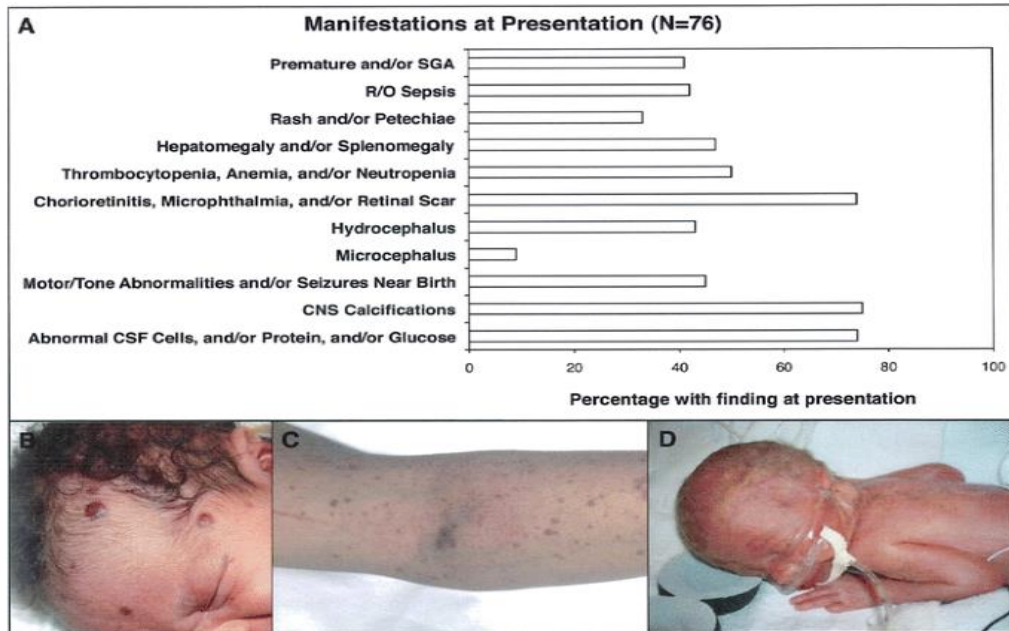 A
Manifestations at Presentation (N=76)
Premature and/or SGA
R/O Sepsis
Rash and/or Petechiae
Hepatomegaly and/or Splenomegaly
Thrombocytopenia, Anemia, and/or Neutropenia
Chorioretinitis, Microphthalmia, and/or Retinal Scar
Hydrocephalus
Microcephalus
Motor/Tone Abnormalities and/or Seizures Near Birth
CNS Calcifications
Abnormal CSF Cells, and/or Protein, and/or Glucose
0 20 40 60 80 100
Percentage with finding at presentation
B C D